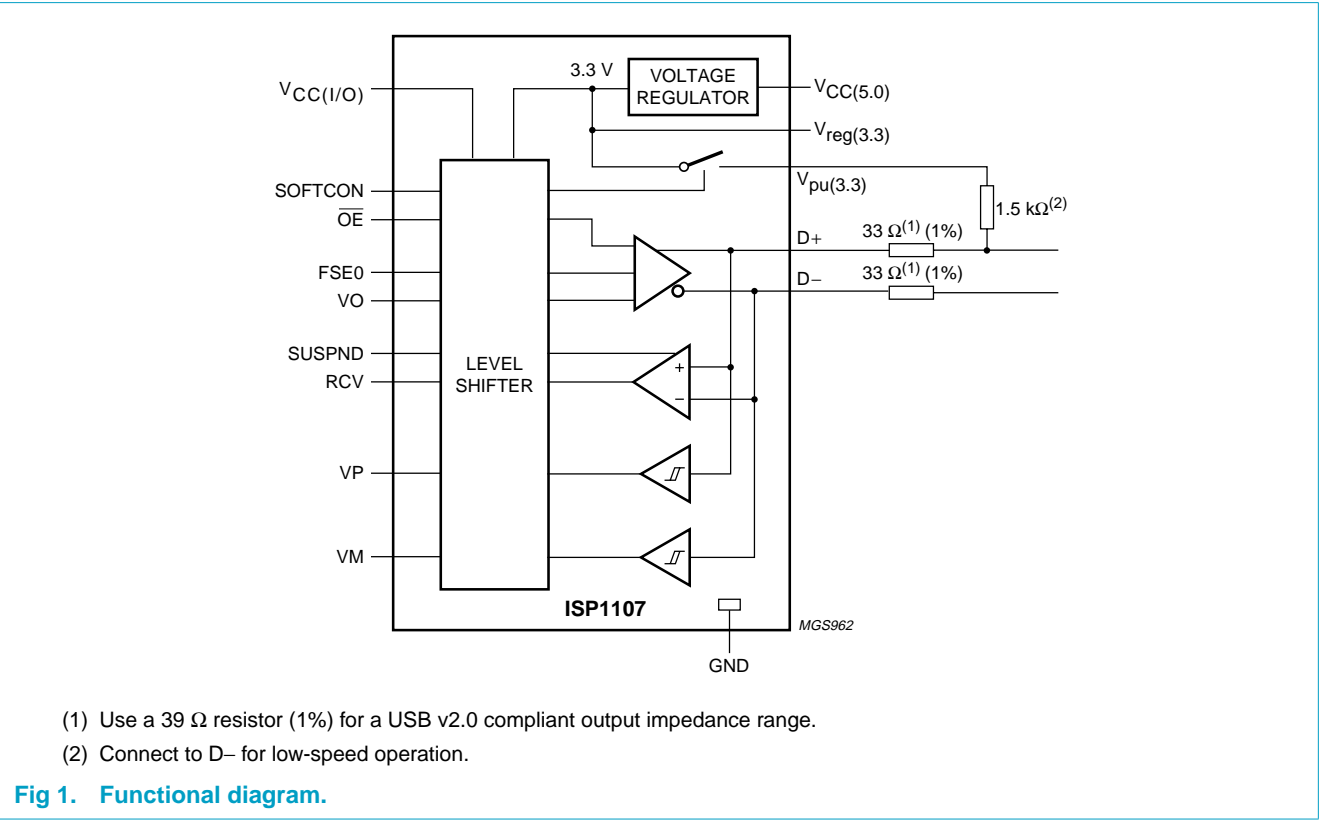 3.3 V
VOLTAGE
REGULATOR
VCC(I/O)
VCC(5.0)
Vreg(3.3)
SOFTCON
Vpu(3.3)
1.5 kΩ(2)
OE
D+
33 Ω(1) (1%)
FSE0
D−
33 Ω(1) (1%)
VO
SUSPND
LEVEL
SHIFTER
+
RCV
−
VP
VM
ISP1107
MGS962
GND
(1) Use a 39 Ω resistor (1%) for a USB v2.0 compliant output impedance range.
(2) Connect to D− for low-speed operation.
Fig 1. Functional diagram.